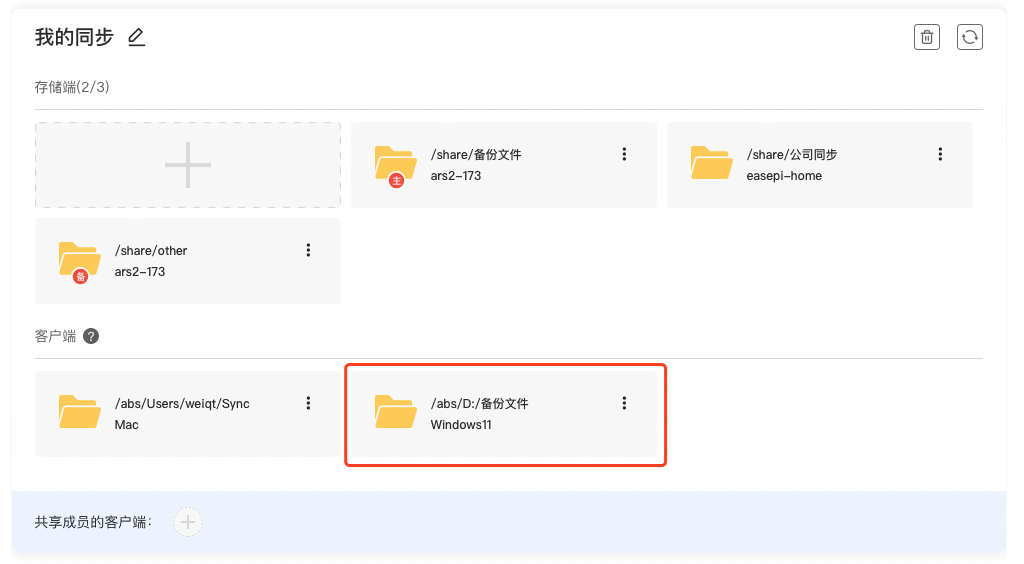 我的同步
存储端(2/3)
/share/备份文件
ars2-173
主
/share/公司同步
easepi-home
/share/other
ars2-173
备
客户端 ?
/abs/Users/weiqt/Sync
Mac
/abs/D:/备份文件
Windows11
共享成员的客户端：